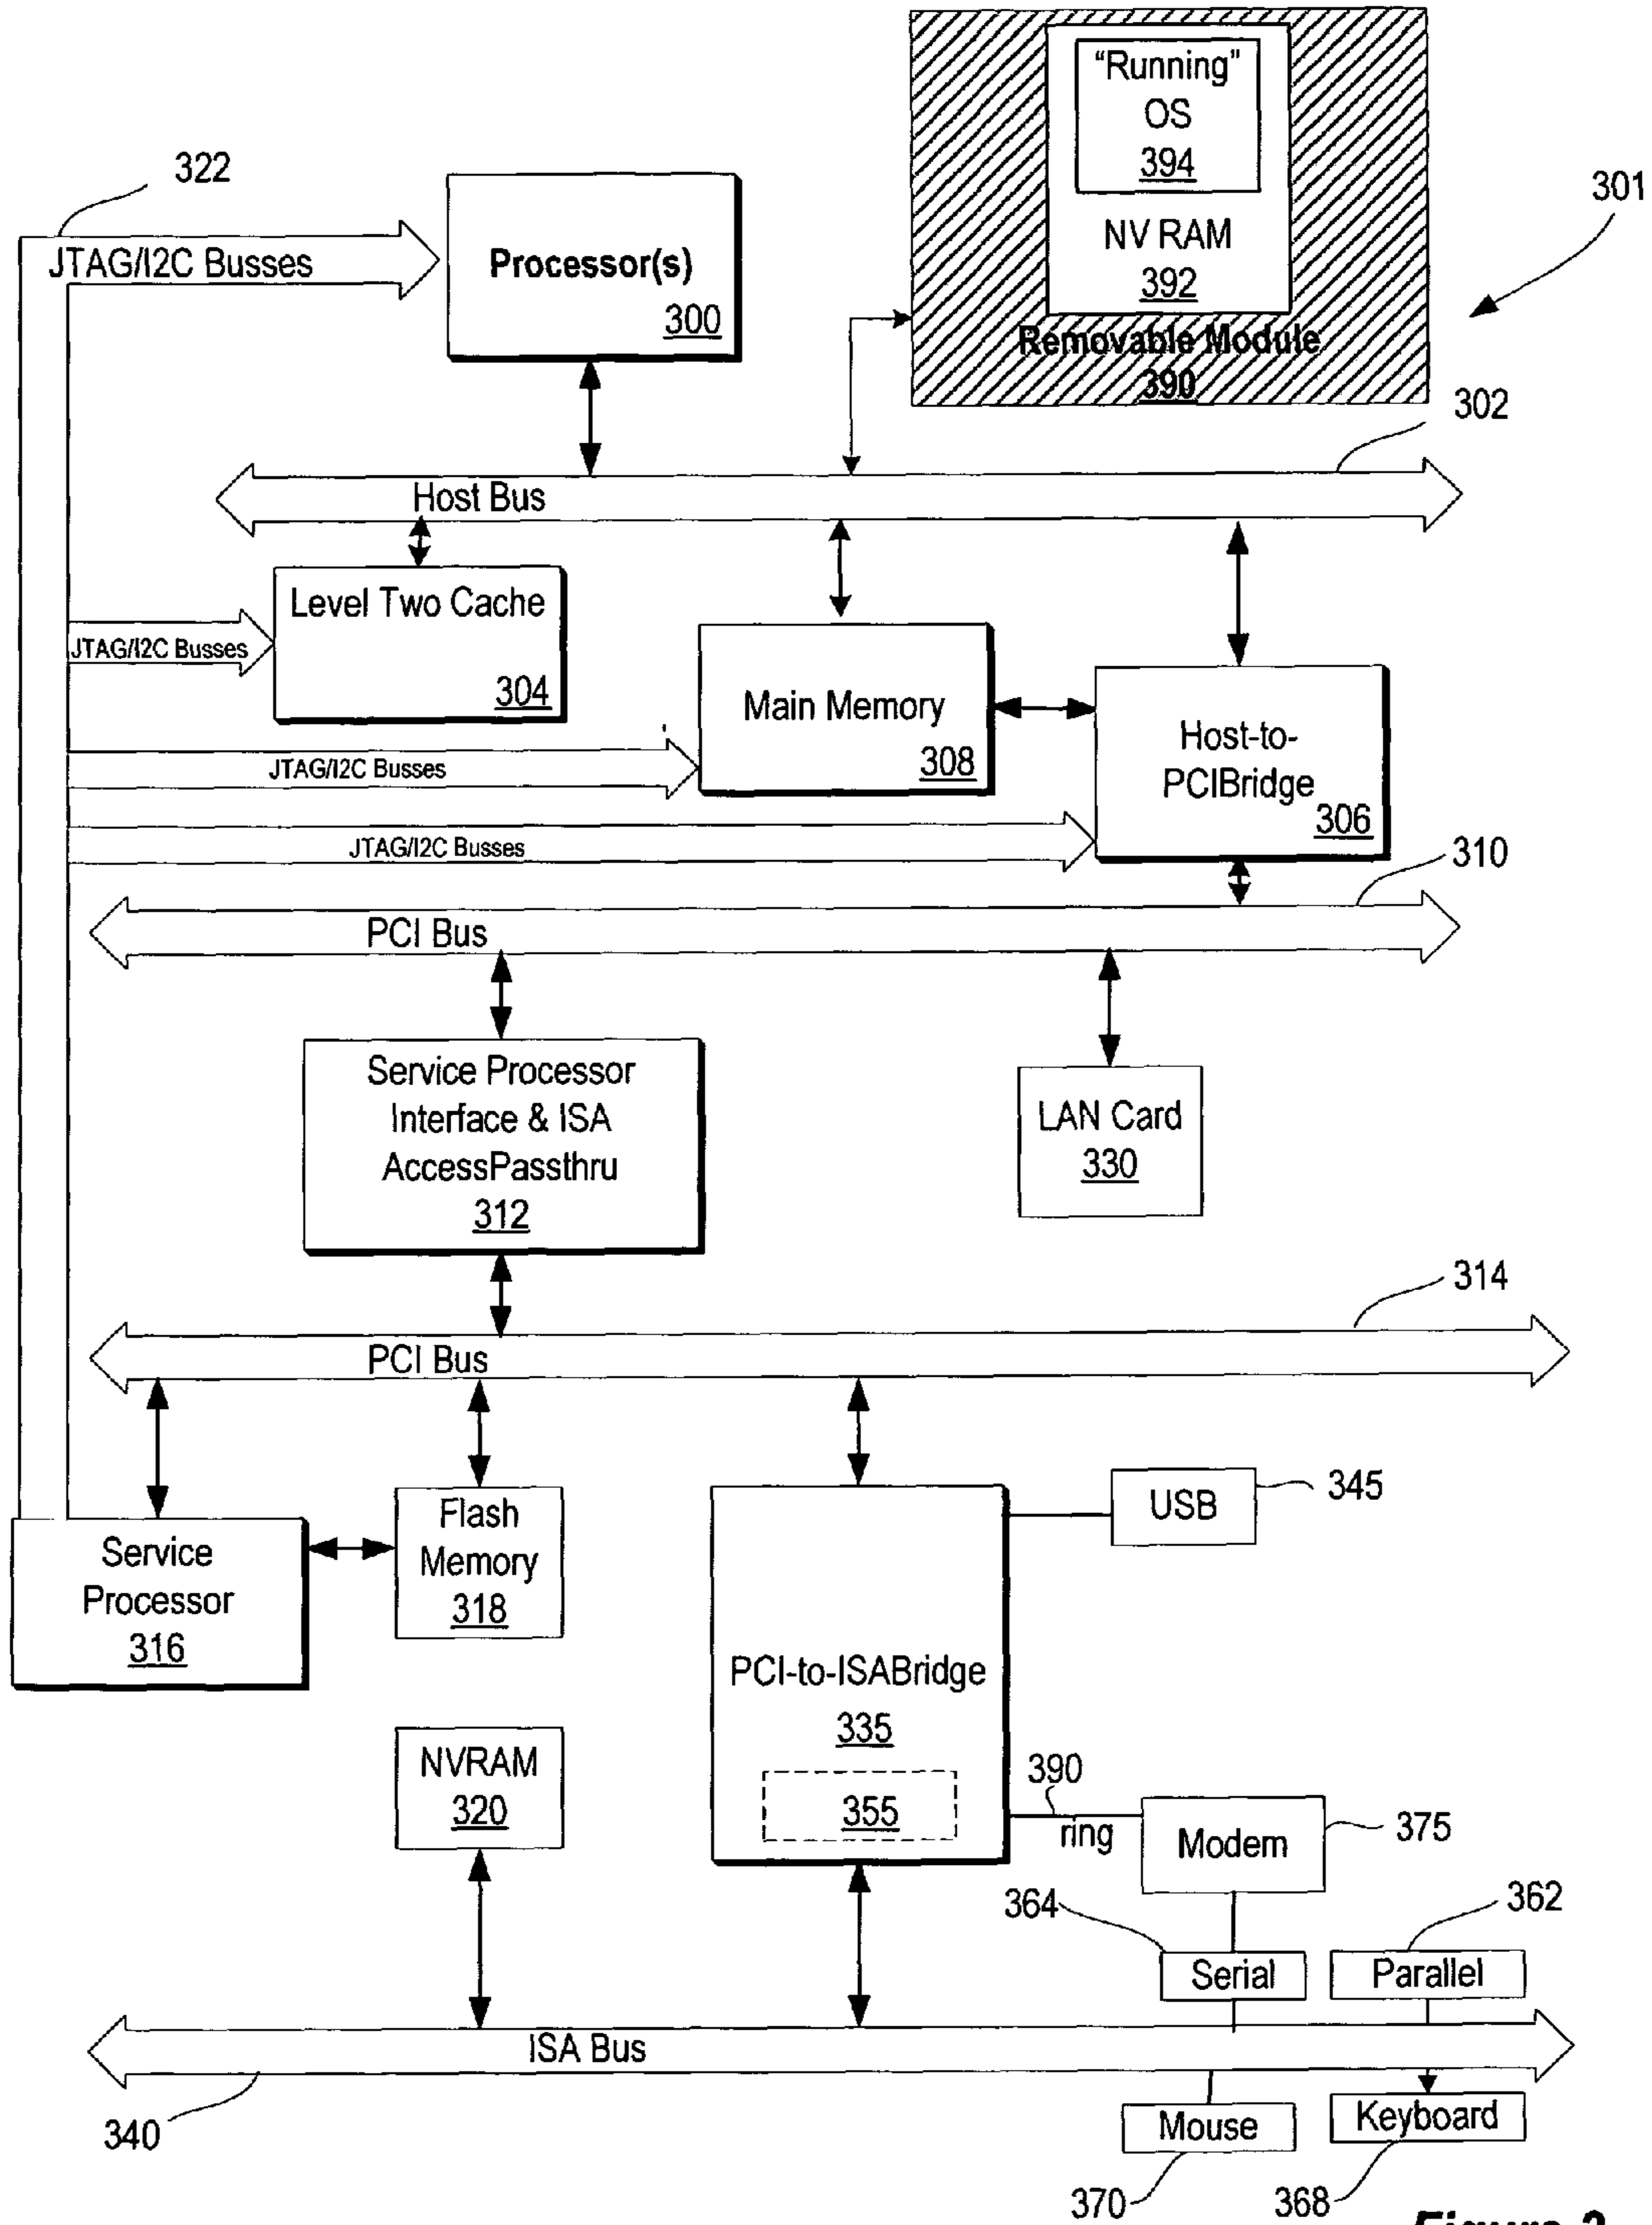 "Running"
OS
394
NV RAM
392
Removable Module
390
301
322
JTAG/I2C Busses
Processor(s)
300
302
Host Bus
Level Two Cache
304
JTAG/I2C Busses
Main Memory
308
Host-to-
PCIBridge
306
JTAG/I2C Busses
JTAG/I2C Busses
310
PCI Bus
Service Processor
Interface & ISA
AccessPassthru
312
LAN Card
330
314
PCI Bus
Service
Processor
316
Flash
Memory
318
USB
345
PCI-to-ISABridge
335
355
NVRAM
320
390
ring
Modem
375
364
Serial
362
Parallel
ISA Bus
340
Mouse
370
Keyboard
368